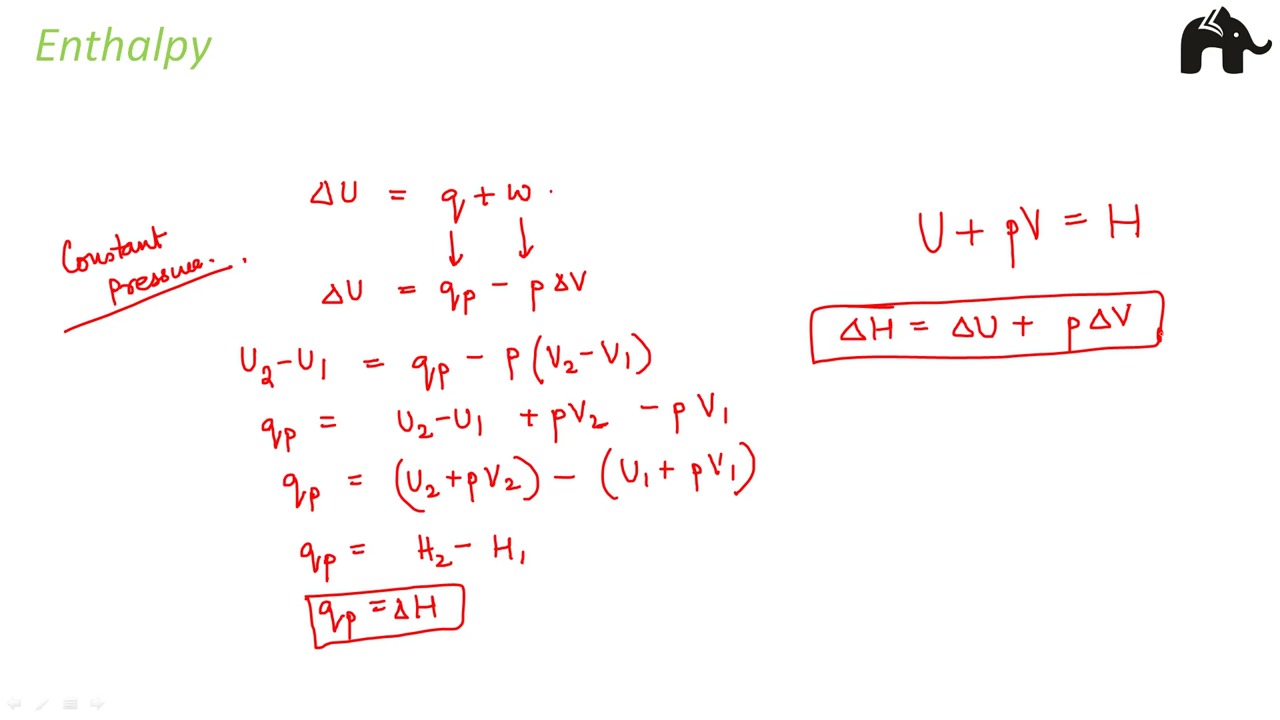 Enthalpy
ΔU = q + w .
Constant pressure. .
ΔU = qₚ − pΔV
U₂ − U₁ = qₚ − p(V₂ − V₁)
qₚ = U₂ − U₁ + pV₂ − pV₁
qₚ = (U₂ + pV₂) − (U₁ + pV₁)
qₚ = H₂ − H₁
qₚ = ΔH
U + pV = H
ΔH = ΔU + pΔV